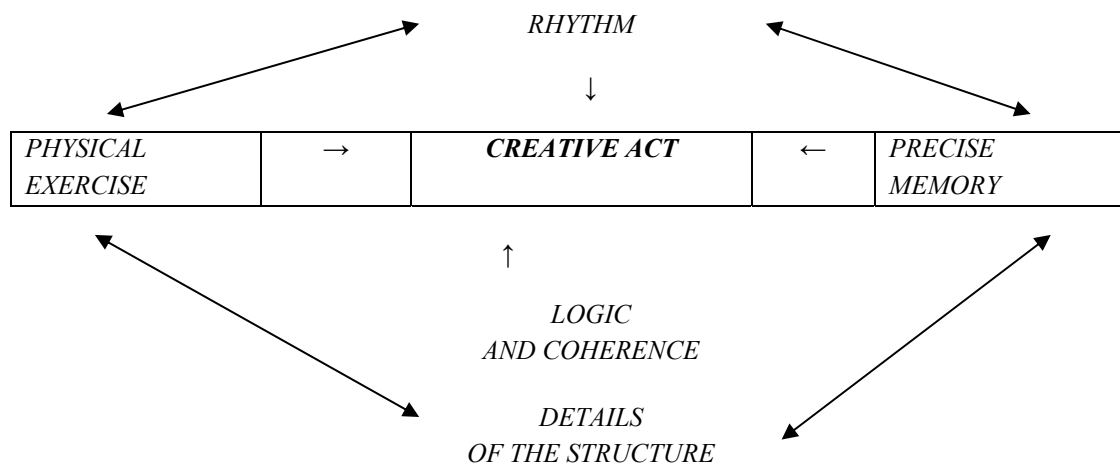 RHYTHM
↓
PHYSICAL
EXERCISE
→
CREATIVE ACT
←
PRECISE
MEMORY
↑
LOGIC
AND COHERENCE
DETAILS
OF THE STRUCTURE